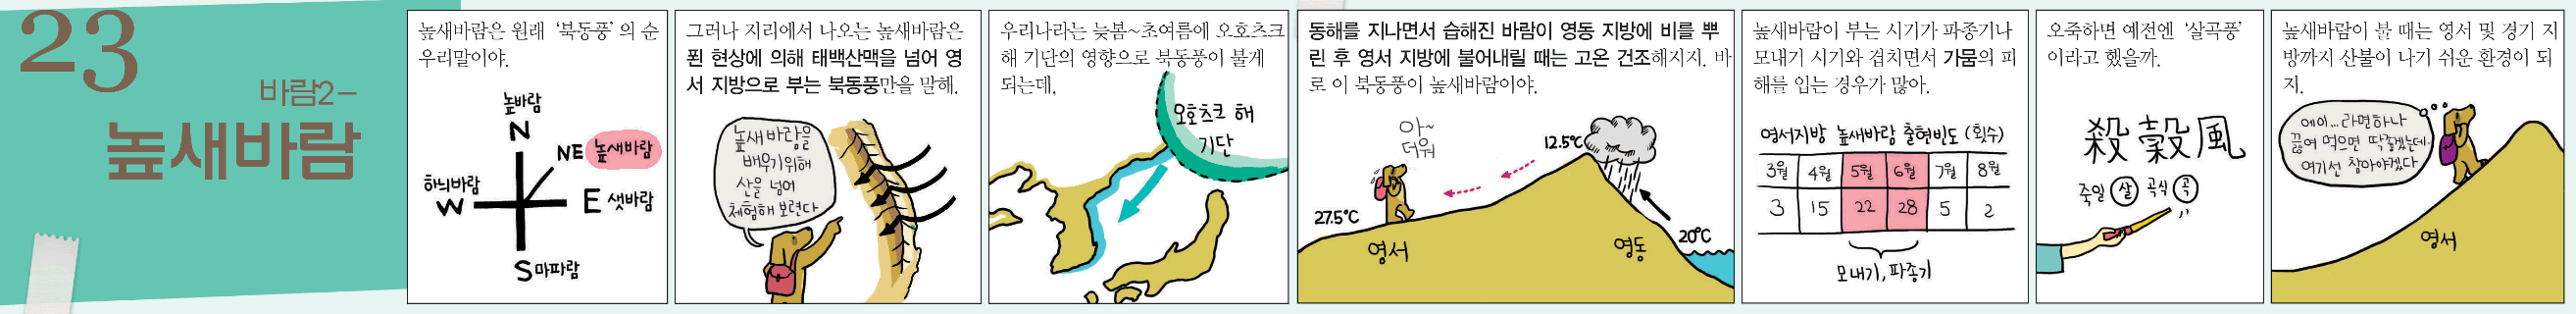 23
바람2–
높새바람
높새바람은 원래 ‘북동풍’의 순
우리말이야.
높바람
N
NE 높새바람
하늬바람
W
E 샛바람
S 마파람
그러나 지리에서 나오는 높새바람은
푄 현상에 의해 태백산맥을 넘어 영
서 지방으로 부는 북동풍만을 말해.
높새바람을
배우기위해
산을 넘어
체험해 보련다
우리나라는 늦봄~초여름에 오호츠크
해 기단의 영향으로 북동풍이 불게
되는데,
오호츠크 해
기단
동해를 지나면서 습해진 바람이 영동 지방에 비를 뿌
린 후 영서 지방에 불어내릴 때는 고온 건조해지지. 바
로 이 북동풍이 높새바람이야.
아~
더워
12.5℃
27.5℃
20℃
영서
영동
높새바람이 부는 시기가 파종기나
모내기 시기와 겹치면서 가뭄의 피
해를 입는 경우가 많아.
영서지방 높새바람 출현빈도 (횟수)
3월 4월 5월 6월 7월 8월
3 15 22 28 5 2
모내기, 파종기
오죽하면 예전엔 ‘살곡풍’
이라고 했을까.
殺穀風
죽일 살 곡식 곡
높새바람이 불 때는 영서 및 경기 지
방까지 산불이 나기 쉬운 환경이 되
지.
에이...라면하나
끓여 먹으면 딱좋겠는데.
여기선 참아야겠다
영서